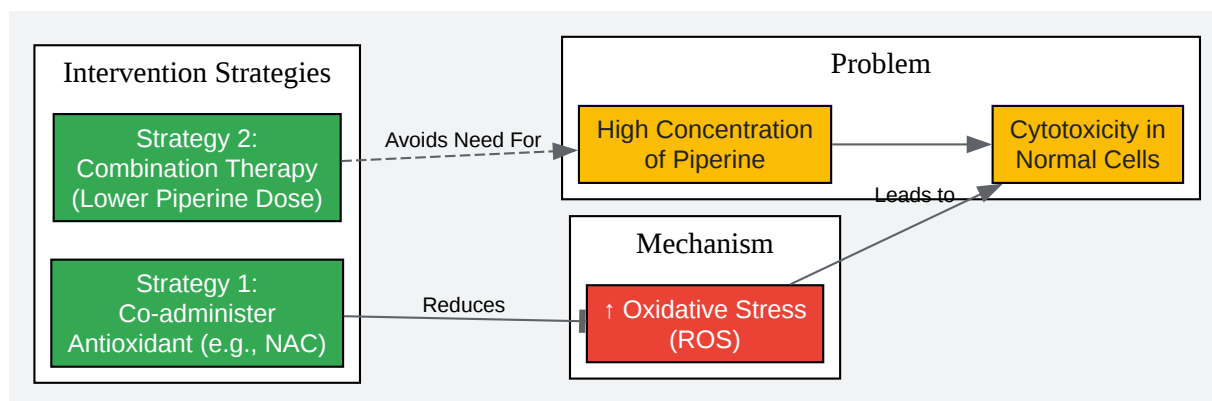 Intervention Strategies
Strategy 2:
Combination Therapy
(Lower Piperine Dose)
Strategy 1:
Co-administer
Antioxidant (e.g., NAC)
Avoids Need For
Reduces
Problem
High Concentration
of Piperine
Cytotoxicity in
Normal Cells
Leads to
Mechanism
↑ Oxidative Stress
(ROS)